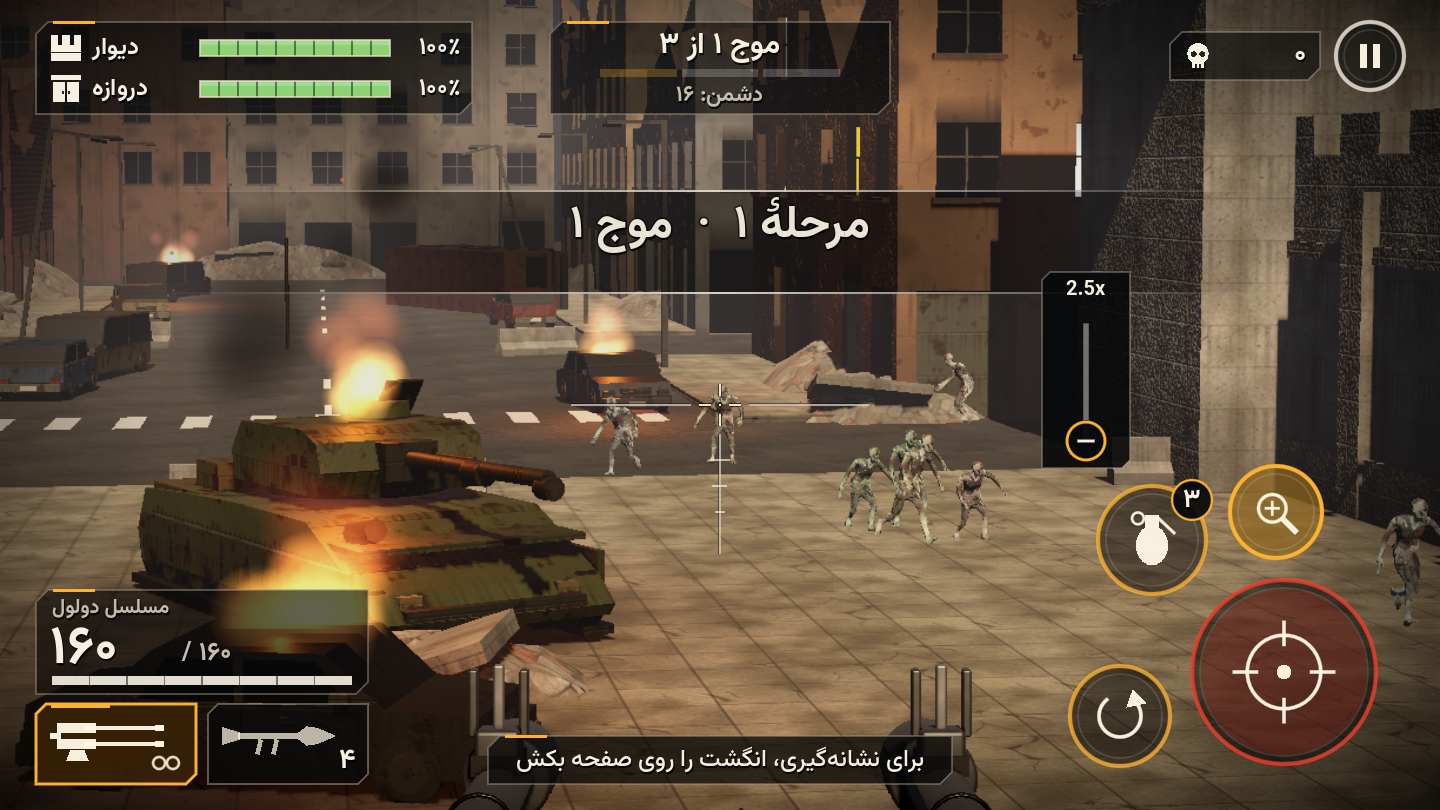 دیوار ۱۰۰٪
دروازه ۱۰۰٪
موج ۱ از ۳
دشمن: ۱۶
۰
مرحلهٔ ۱ · موج ۱
2.5x
۳
مسلسل دولول
۱۶۰ / ۱۶۰
∞
۴
برای نشانه‌گیری، انگشت را روی صفحه بکش